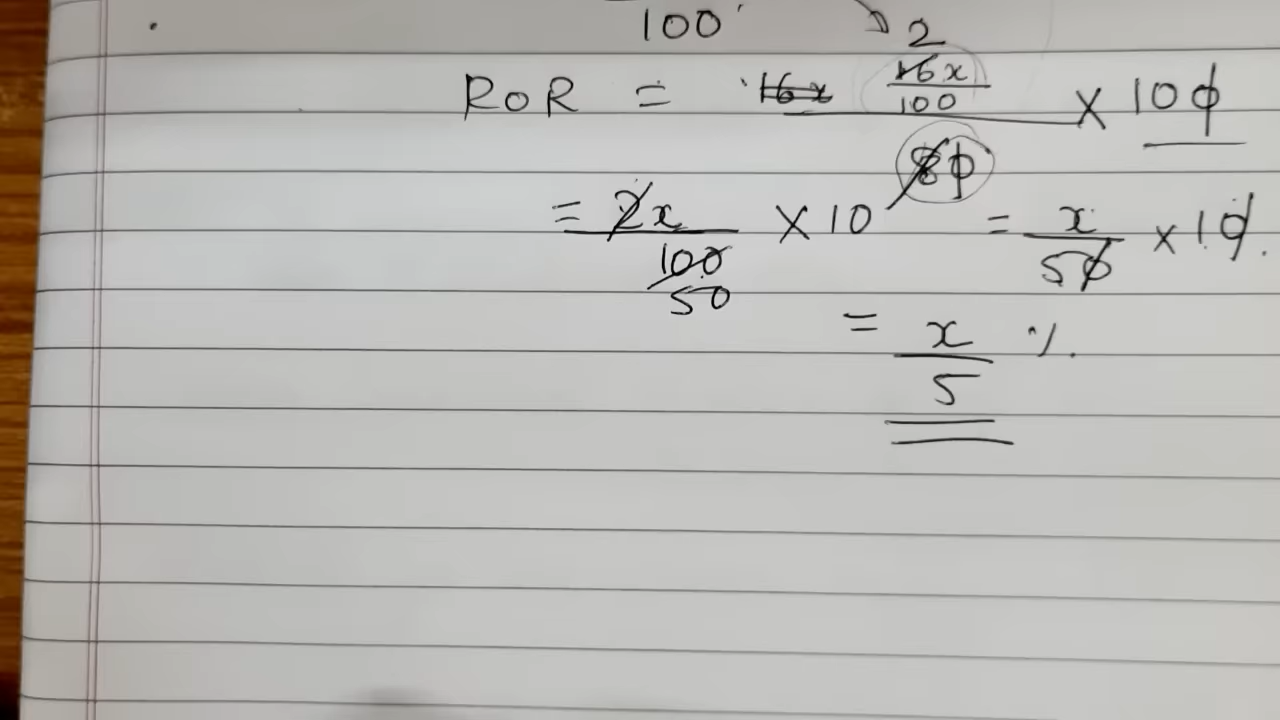 100
2
RoR = 16x 16x/100 × 100
80
= 2x/100 × 10 = x/50 × 10.
50
= x/5 %